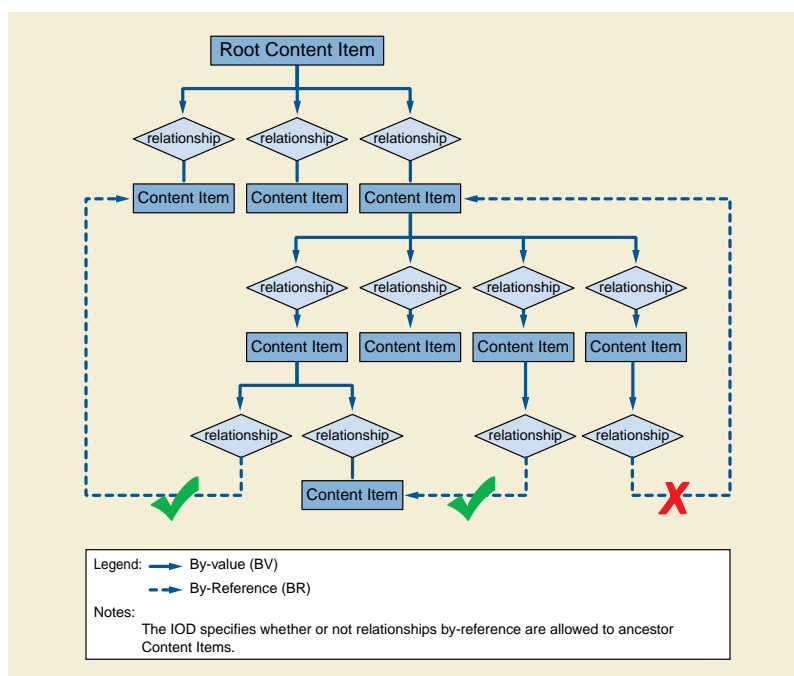 Root Content Item
relationship relationship relationship
Content Item Content Item Content Item
relationship relationship relationship relationship
Content Item Content Item Content Item Content Item
relationship relationship relationship relationship
Content Item
X
Legend: By-value (BV)
By-Reference (BR)
Notes:
The IOD specifies whether or not relationships by-reference are allowed to ancestor
Content Items.